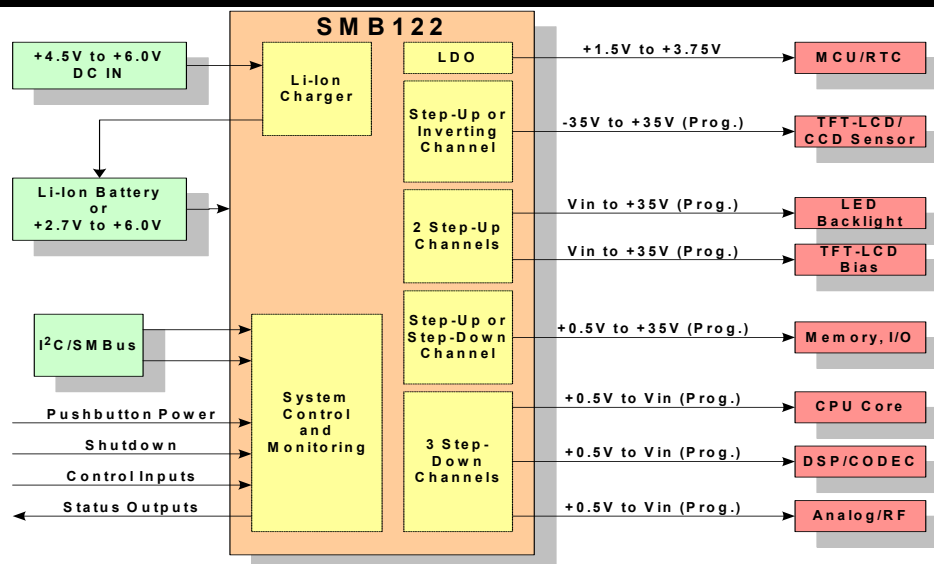 SMB122
+4.5V to +6.0V
DC IN
Li-Ion
Charger
Li-Ion Battery
or
+2.7V to +6.0V
I²C/SMBus
Pushbutton Power
Shutdown
Control Inputs
Status Outputs
System
Control
and
Monitoring
LDO
Step-Up or
Inverting
Channel
2 Step-Up
Channels
Step-Up or
Step-Down
Channel
3 Step-
Down
Channels
+1.5V to +3.75V
-35V to +35V (Prog.)
Vin to +35V (Prog.)
Vin to +35V (Prog.)
+0.5V to +35V (Prog.)
+0.5V to Vin (Prog.)
+0.5V to Vin (Prog.)
+0.5V to Vin (Prog.)
MCU/RTC
TFT-LCD/
CCD Sensor
LED
Backlight
TFT-LCD
Bias
Memory, I/O
CPU Core
DSP/CODEC
Analog/RF